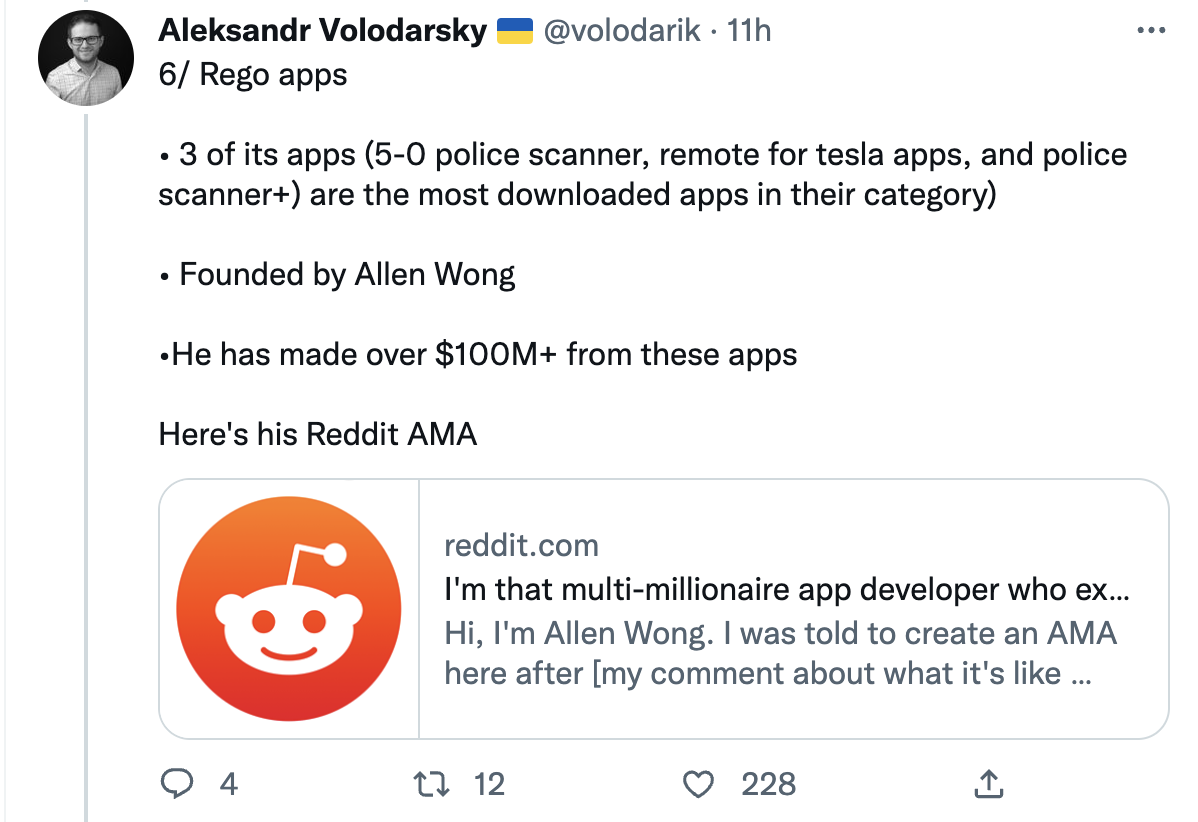 Aleksandr Volodarsky 🇺🇦 @volodarik · 11h
6/ Rego apps
• 3 of its apps (5-0 police scanner, remote for tesla apps, and police
scanner+) are the most downloaded apps in their category)
• Founded by Allen Wong
•He has made over $100M+ from these apps
Here's his Reddit AMA
reddit.com
I'm that multi-millionaire app developer who ex...
Hi, I'm Allen Wong. I was told to create an AMA
here after [my comment about what it's like ...
4 12 228